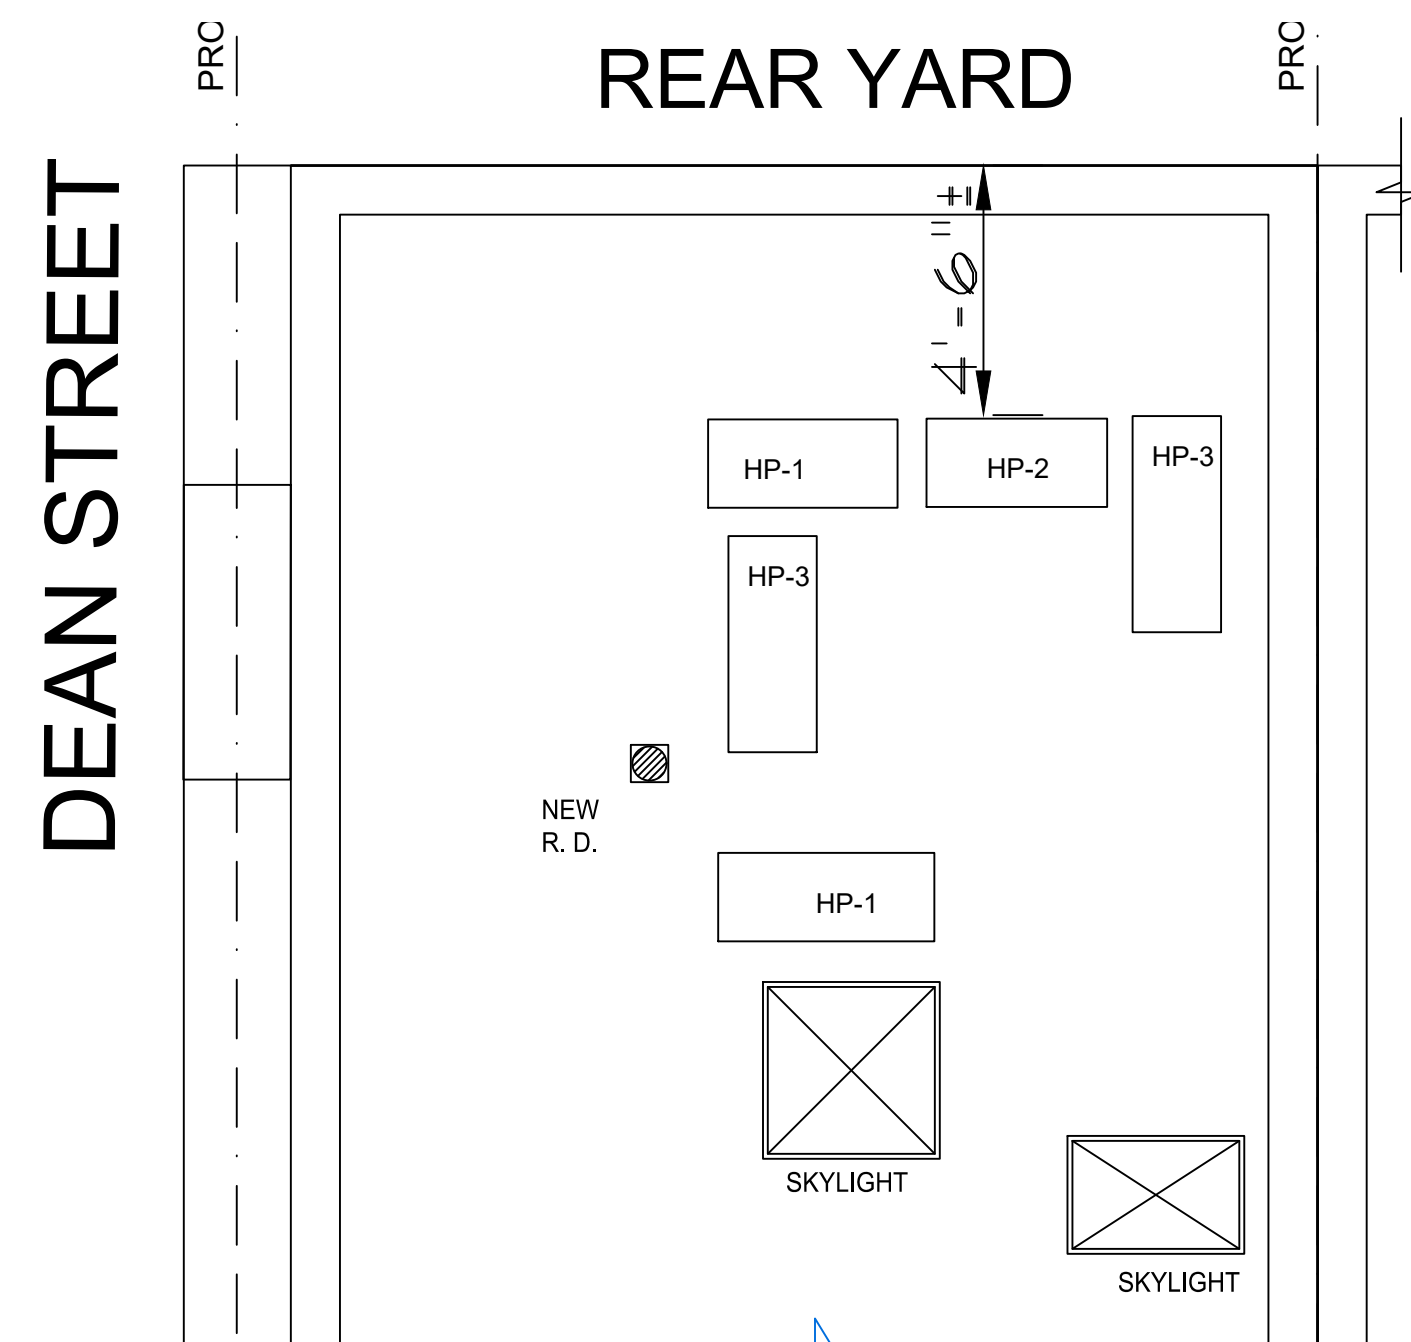 PRO
REAR YARD
PRO
DEAN STREET
4'-6"±
HP-1
HP-2
HP-3
HP-3
NEW
R. D.
HP-1
SKYLIGHT
SKYLIGHT